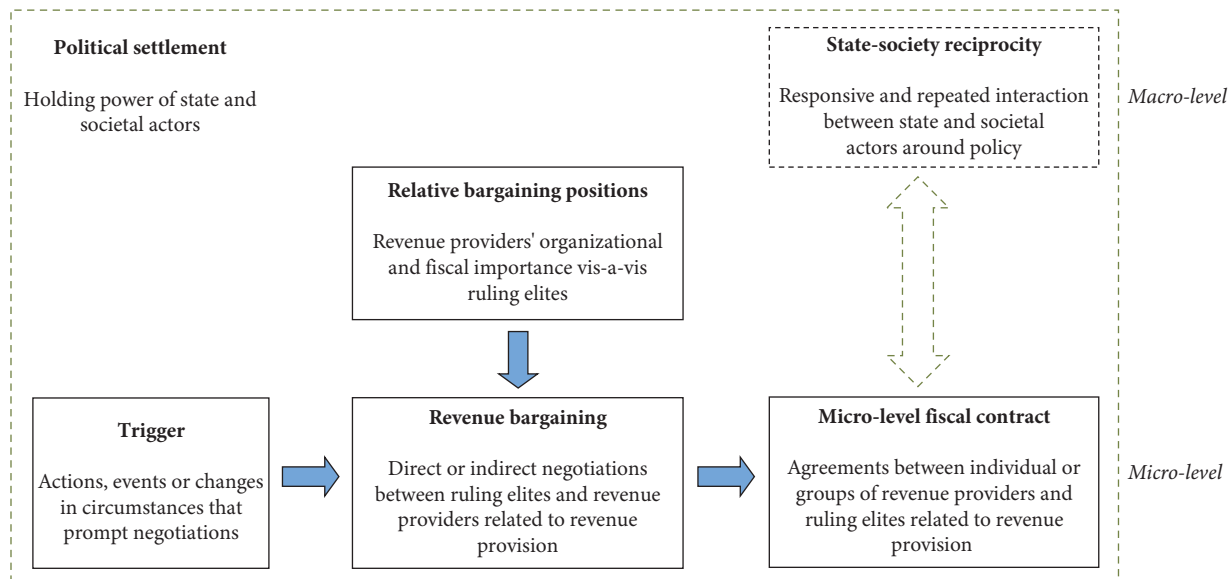 Political settlement
Holding power of state and
societal actors
State-society reciprocity
Responsive and repeated interaction
between state and societal
actors around policy
Macro-level
Relative bargaining positions
Revenue providers' organizational
and fiscal importance vis-a-vis
ruling elites
Trigger
Actions, events or changes
in circumstances that
prompt negotiations
Revenue bargaining
Direct or indirect negotiations
between ruling elites and revenue
providers related to revenue
provision
Micro-level fiscal contract
Agreements between individual or
groups of revenue providers and
ruling elites related to revenue
provision
Micro-level